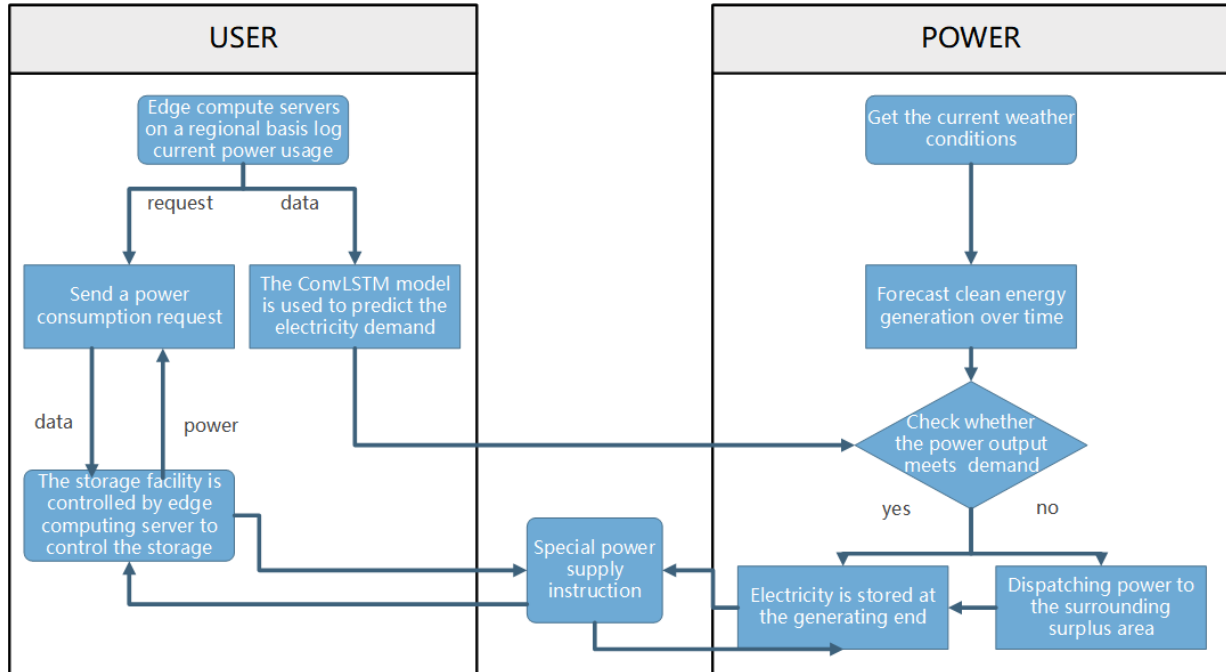 USER
POWER
Edge compute servers
on a regional basis log
current power usage
Get the current weather
conditions
request
data
Send a power
consumption request
The ConvLSTM model
is used to predict the
electricity demand
Forecast clean energy
generation over time
data
power
Check whether
the power output
meets demand
The storage facility is
controlled by edge
computing server to
control the storage
yes
no
Special power
supply
instruction
Electricity is stored at
the generating end
Dispatching power to
the surrounding
surplus area